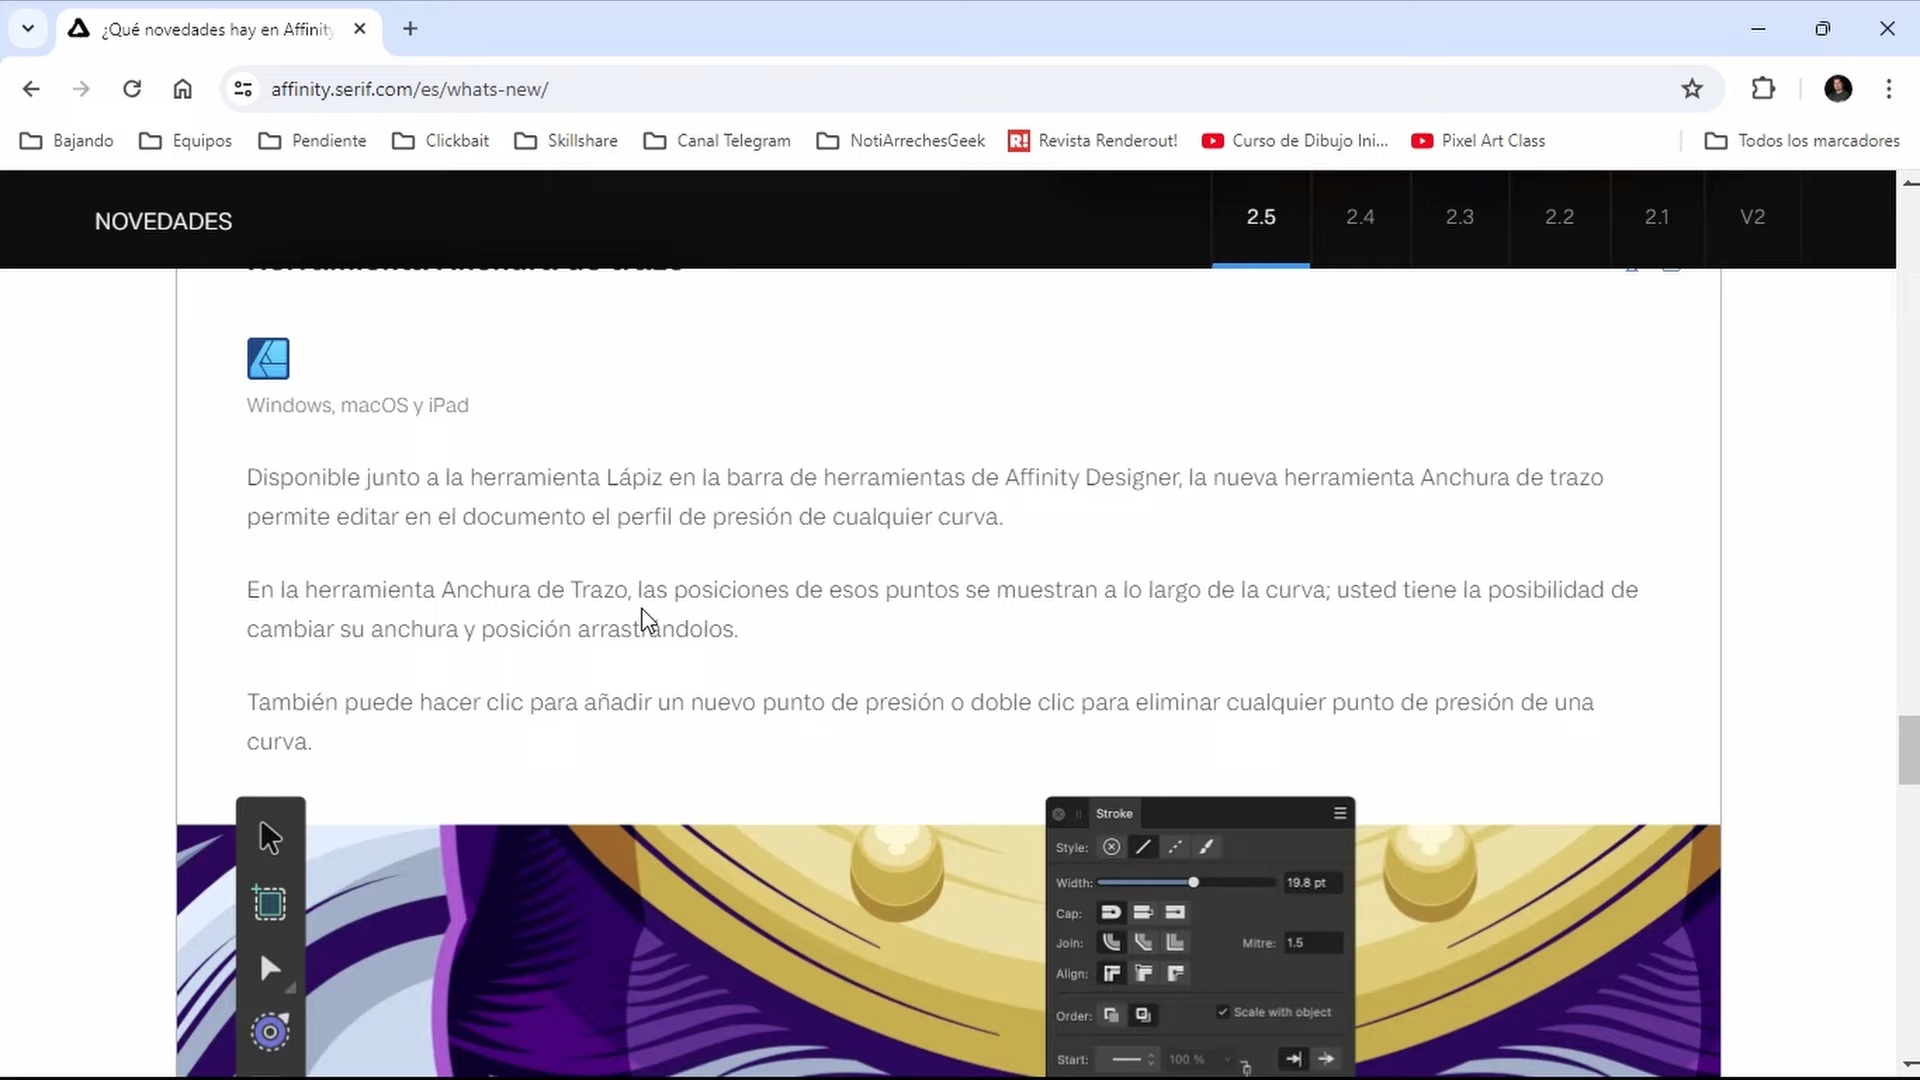 ¿Qué novedades hay en Affinit
affinity.serif.com/es/whats-new/
Bajando Equipos Pendiente Clickbait Skillshare Canal Telegram NotiArrechesGeek R! Revista Renderout! Curso de Dibujo Ini... Pixel Art Class Todos los marcadores
NOVEDADES 2.5 2.4 2.3 2.2 2.1 V2
Windows, macOS y iPad
Disponible junto a la herramienta Lápiz en la barra de herramientas de Affinity Designer, la nueva herramienta Anchura de trazo
permite editar en el documento el perfil de presión de cualquier curva.
En la herramienta Anchura de Trazo, las posiciones de esos puntos se muestran a lo largo de la curva; usted tiene la posibilidad de
cambiar su anchura y posición arrastrándolos.
También puede hacer clic para añadir un nuevo punto de presión o doble clic para eliminar cualquier punto de presión de una
curva.
Stroke
Style:
Width: 19.8 pt
Cap:
Join: Mitre: 1.5
Align:
Order: Scale with object
Start: 100 %